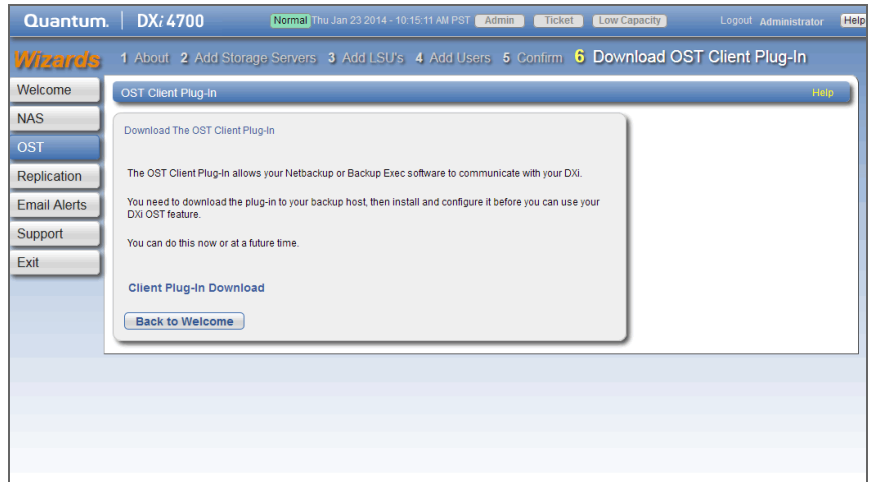 Quantum. DXi 4700 Normal Thu Jan 23 2014 - 10:15:11 AM PST Admin Ticket Low Capacity Logout Administrator Help
Wizards 1 About 2 Add Storage Servers 3 Add LSU's 4 Add Users 5 Confirm 6 Download OST Client Plug-In
Welcome
NAS
OST
Replication
Email Alerts
Support
Exit
OST Client Plug-In Help
Download The OST Client Plug-In
The OST Client Plug-In allows your Netbackup or Backup Exec software to communicate with your DXi.
You need to download the plug-in to your backup host, then install and configure it before you can use your
DXi OST feature.
You can do this now or at a future time.
Client Plug-In Download
Back to Welcome